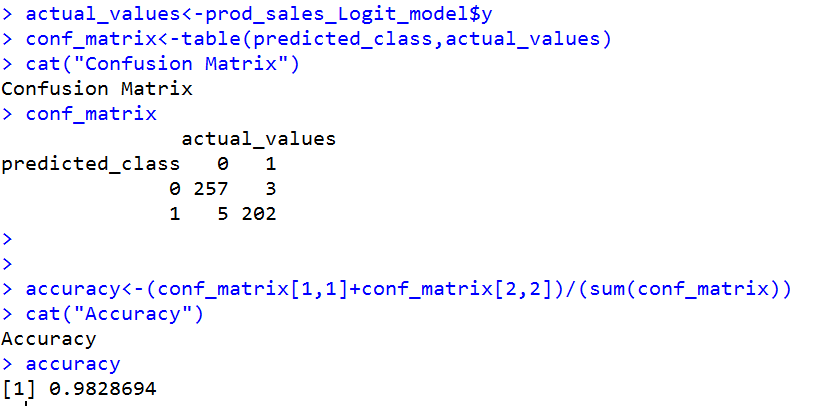 > actual_values<-prod_sales_Logit_model$y
> conf_matrix<-table(predicted_class,actual_values)
> cat("Confusion Matrix")
Confusion Matrix
> conf_matrix
               actual_values
predicted_class   0   1
              0 257   3
              1   5 202
>
>
> accuracy<-(conf_matrix[1,1]+conf_matrix[2,2])/(sum(conf_matrix))
> cat("Accuracy")
Accuracy
> accuracy
[1] 0.9828694